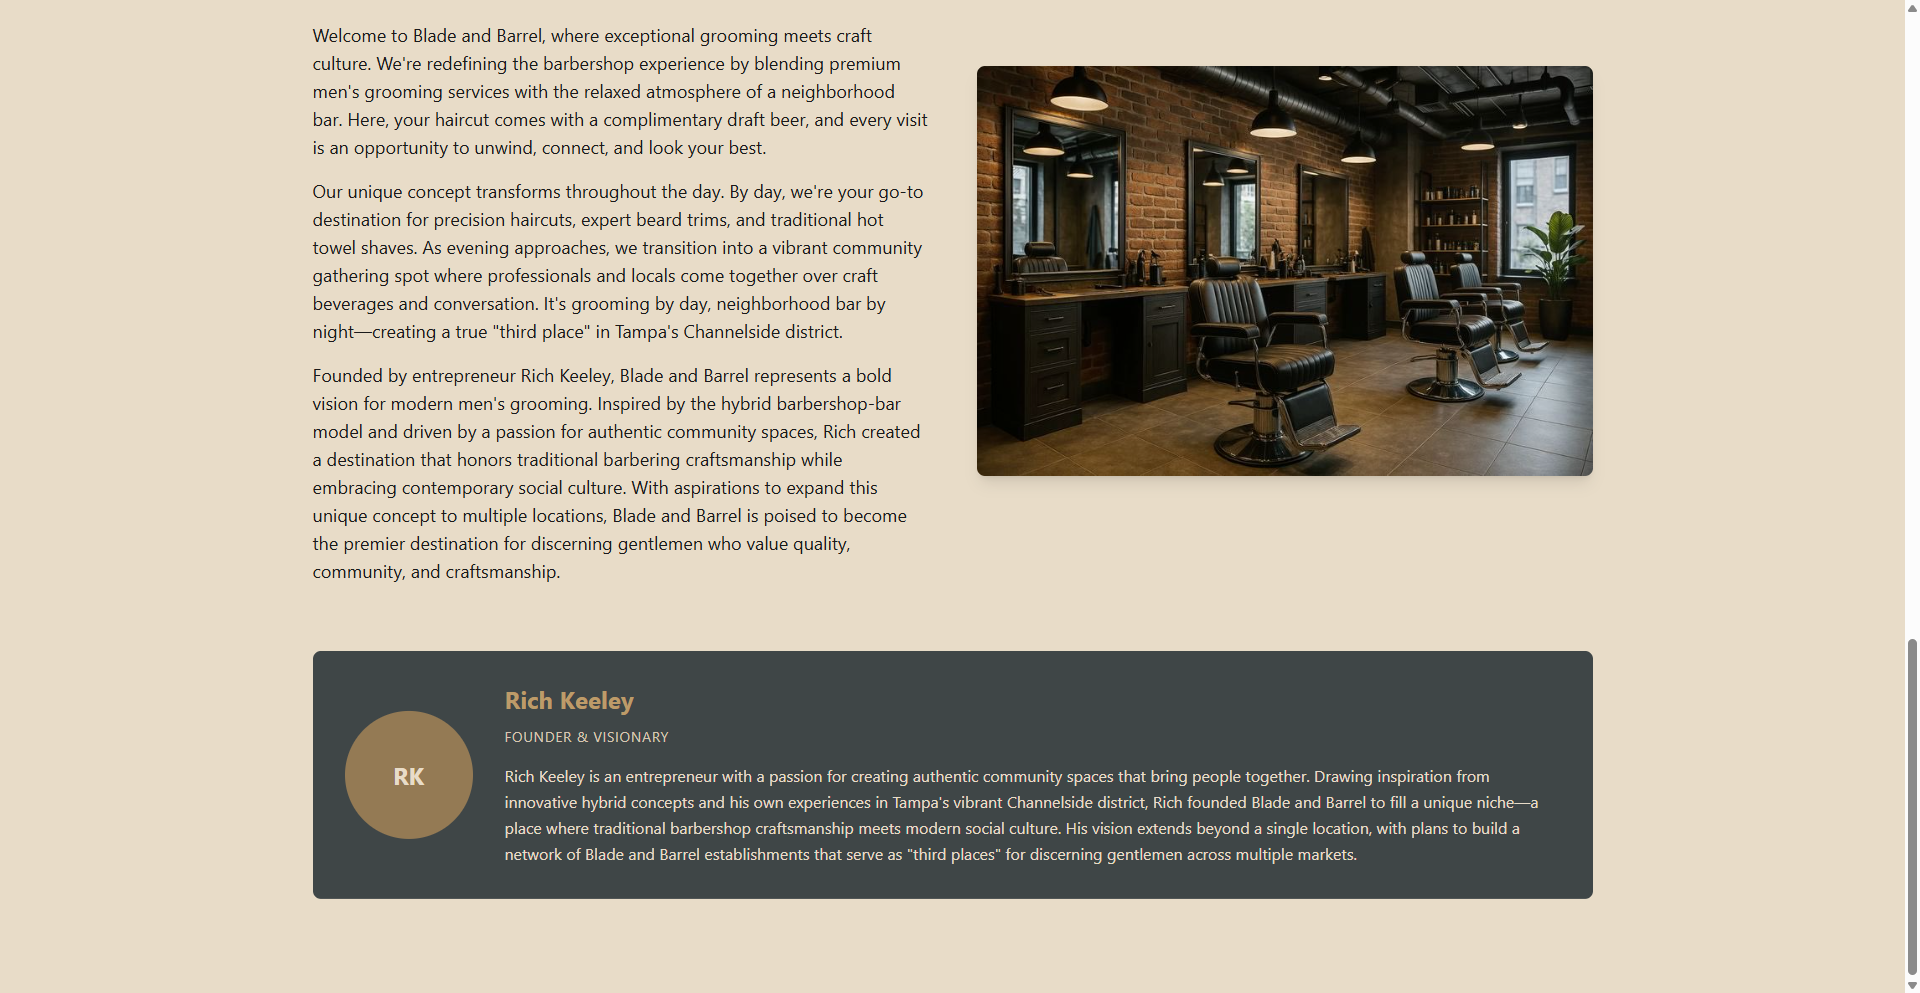 Welcome to Blade and Barrel, where exceptional grooming meets craft
culture. We're redefining the barbershop experience by blending premium
men's grooming services with the relaxed atmosphere of a neighborhood
bar. Here, your haircut comes with a complimentary draft beer, and every visit
is an opportunity to unwind, connect, and look your best.
Our unique concept transforms throughout the day. By day, we're your go-to
destination for precision haircuts, expert beard trims, and traditional hot
towel shaves. As evening approaches, we transition into a vibrant community
gathering spot where professionals and locals come together over craft
beverages and conversation. It's grooming by day, neighborhood bar by
night—creating a true "third place" in Tampa's Channelside district.
Founded by entrepreneur Rich Keeley, Blade and Barrel represents a bold
vision for modern men's grooming. Inspired by the hybrid barbershop-bar
model and driven by a passion for authentic community spaces, Rich created
a destination that honors traditional barbering craftsmanship while
embracing contemporary social culture. With aspirations to expand this
unique concept to multiple locations, Blade and Barrel is poised to become
the premier destination for discerning gentlemen who value quality,
community, and craftsmanship.
RK
Rich Keeley
FOUNDER & VISIONARY
Rich Keeley is an entrepreneur with a passion for creating authentic community spaces that bring people together. Drawing inspiration from
innovative hybrid concepts and his own experiences in Tampa's vibrant Channelside district, Rich founded Blade and Barrel to fill a unique niche—a
place where traditional barbershop craftsmanship meets modern social culture. His vision extends beyond a single location, with plans to build a
network of Blade and Barrel establishments that serve as "third places" for discerning gentlemen across multiple markets.